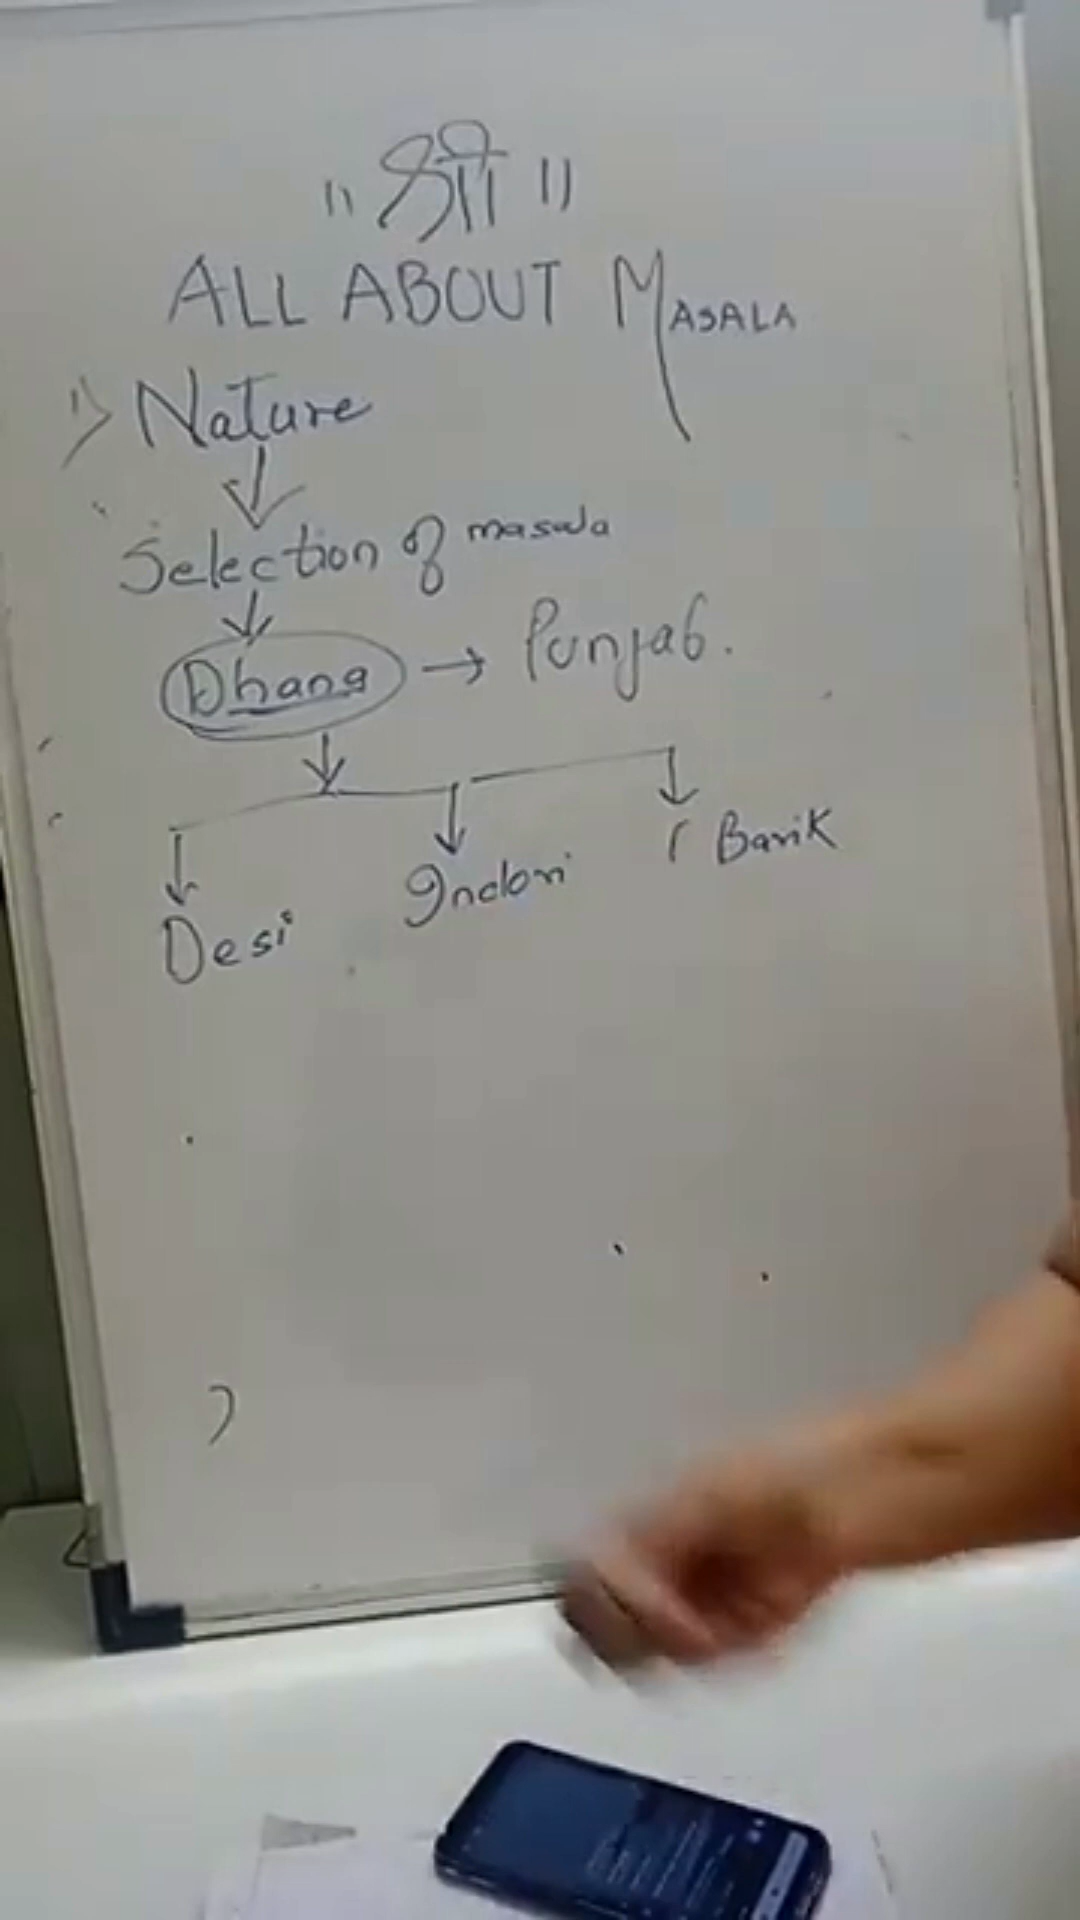 ॥ श्री ॥
ALL ABOUT MASALA
1) Nature
Selection of masala
Dhana → Punjab.
Desi Indori Barik